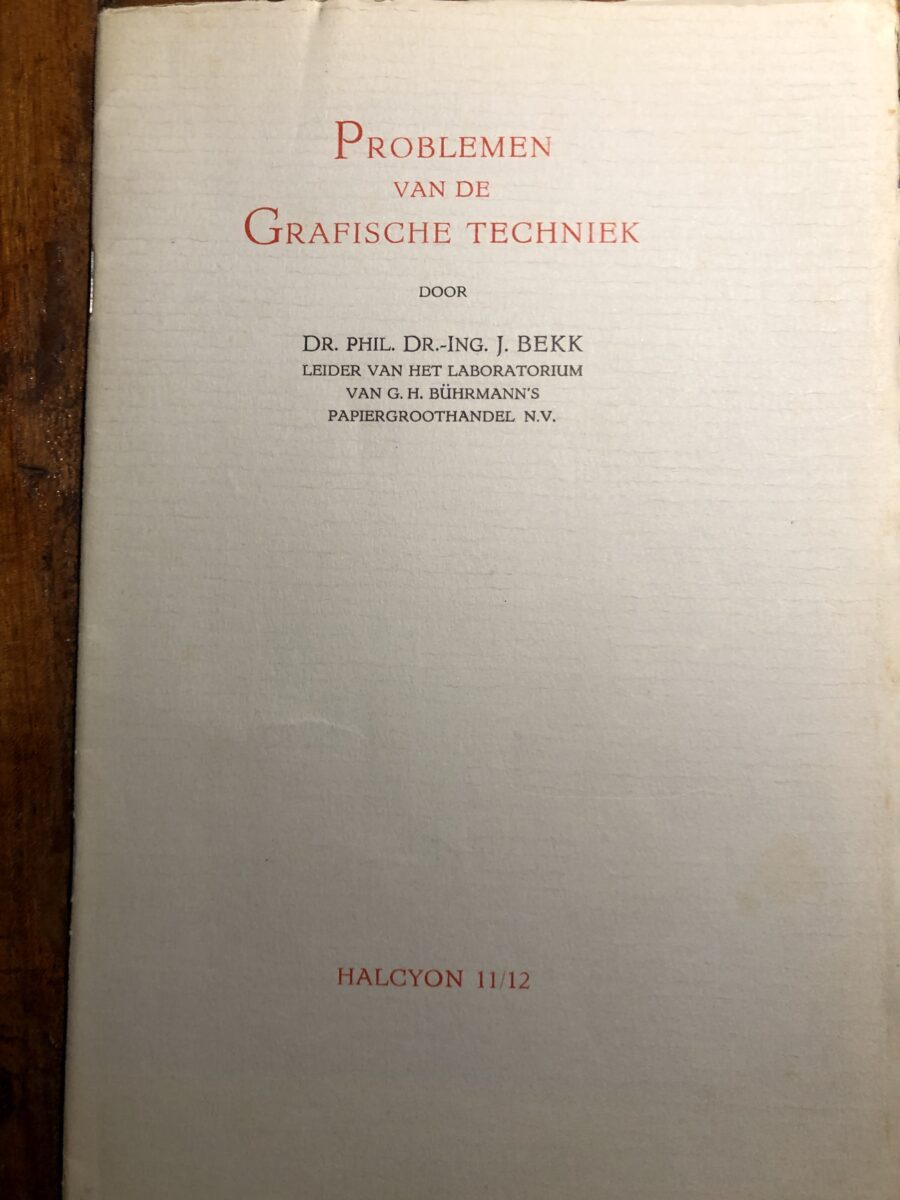 Problemen
van de
Grafische techniek
door
Dr. phil. Dr.-Ing. J. BEKK
leider van het laboratorium
van G. H. Bührmann's
papiergroothandel N.V.
HALCYON 11/12